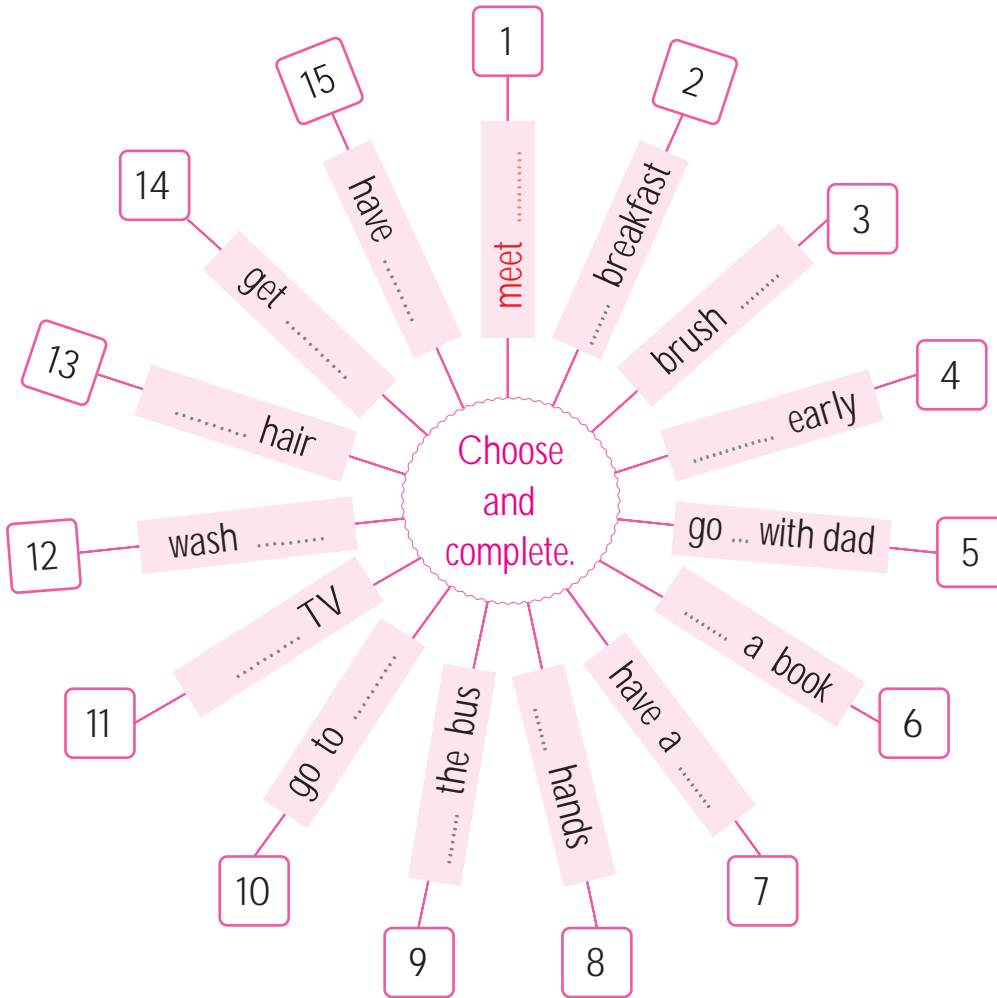 Choose
and
complete.
1
meet ............
2
....... breakfast
3
brush ........
4
............. early
5
go ... with dad
6
....... a book
7
have a .......
8
....... hands
9
........ the bus
10
go to ...........
11
............ TV
12
wash .........
13
......... hair
14
get ...........
15
have .........